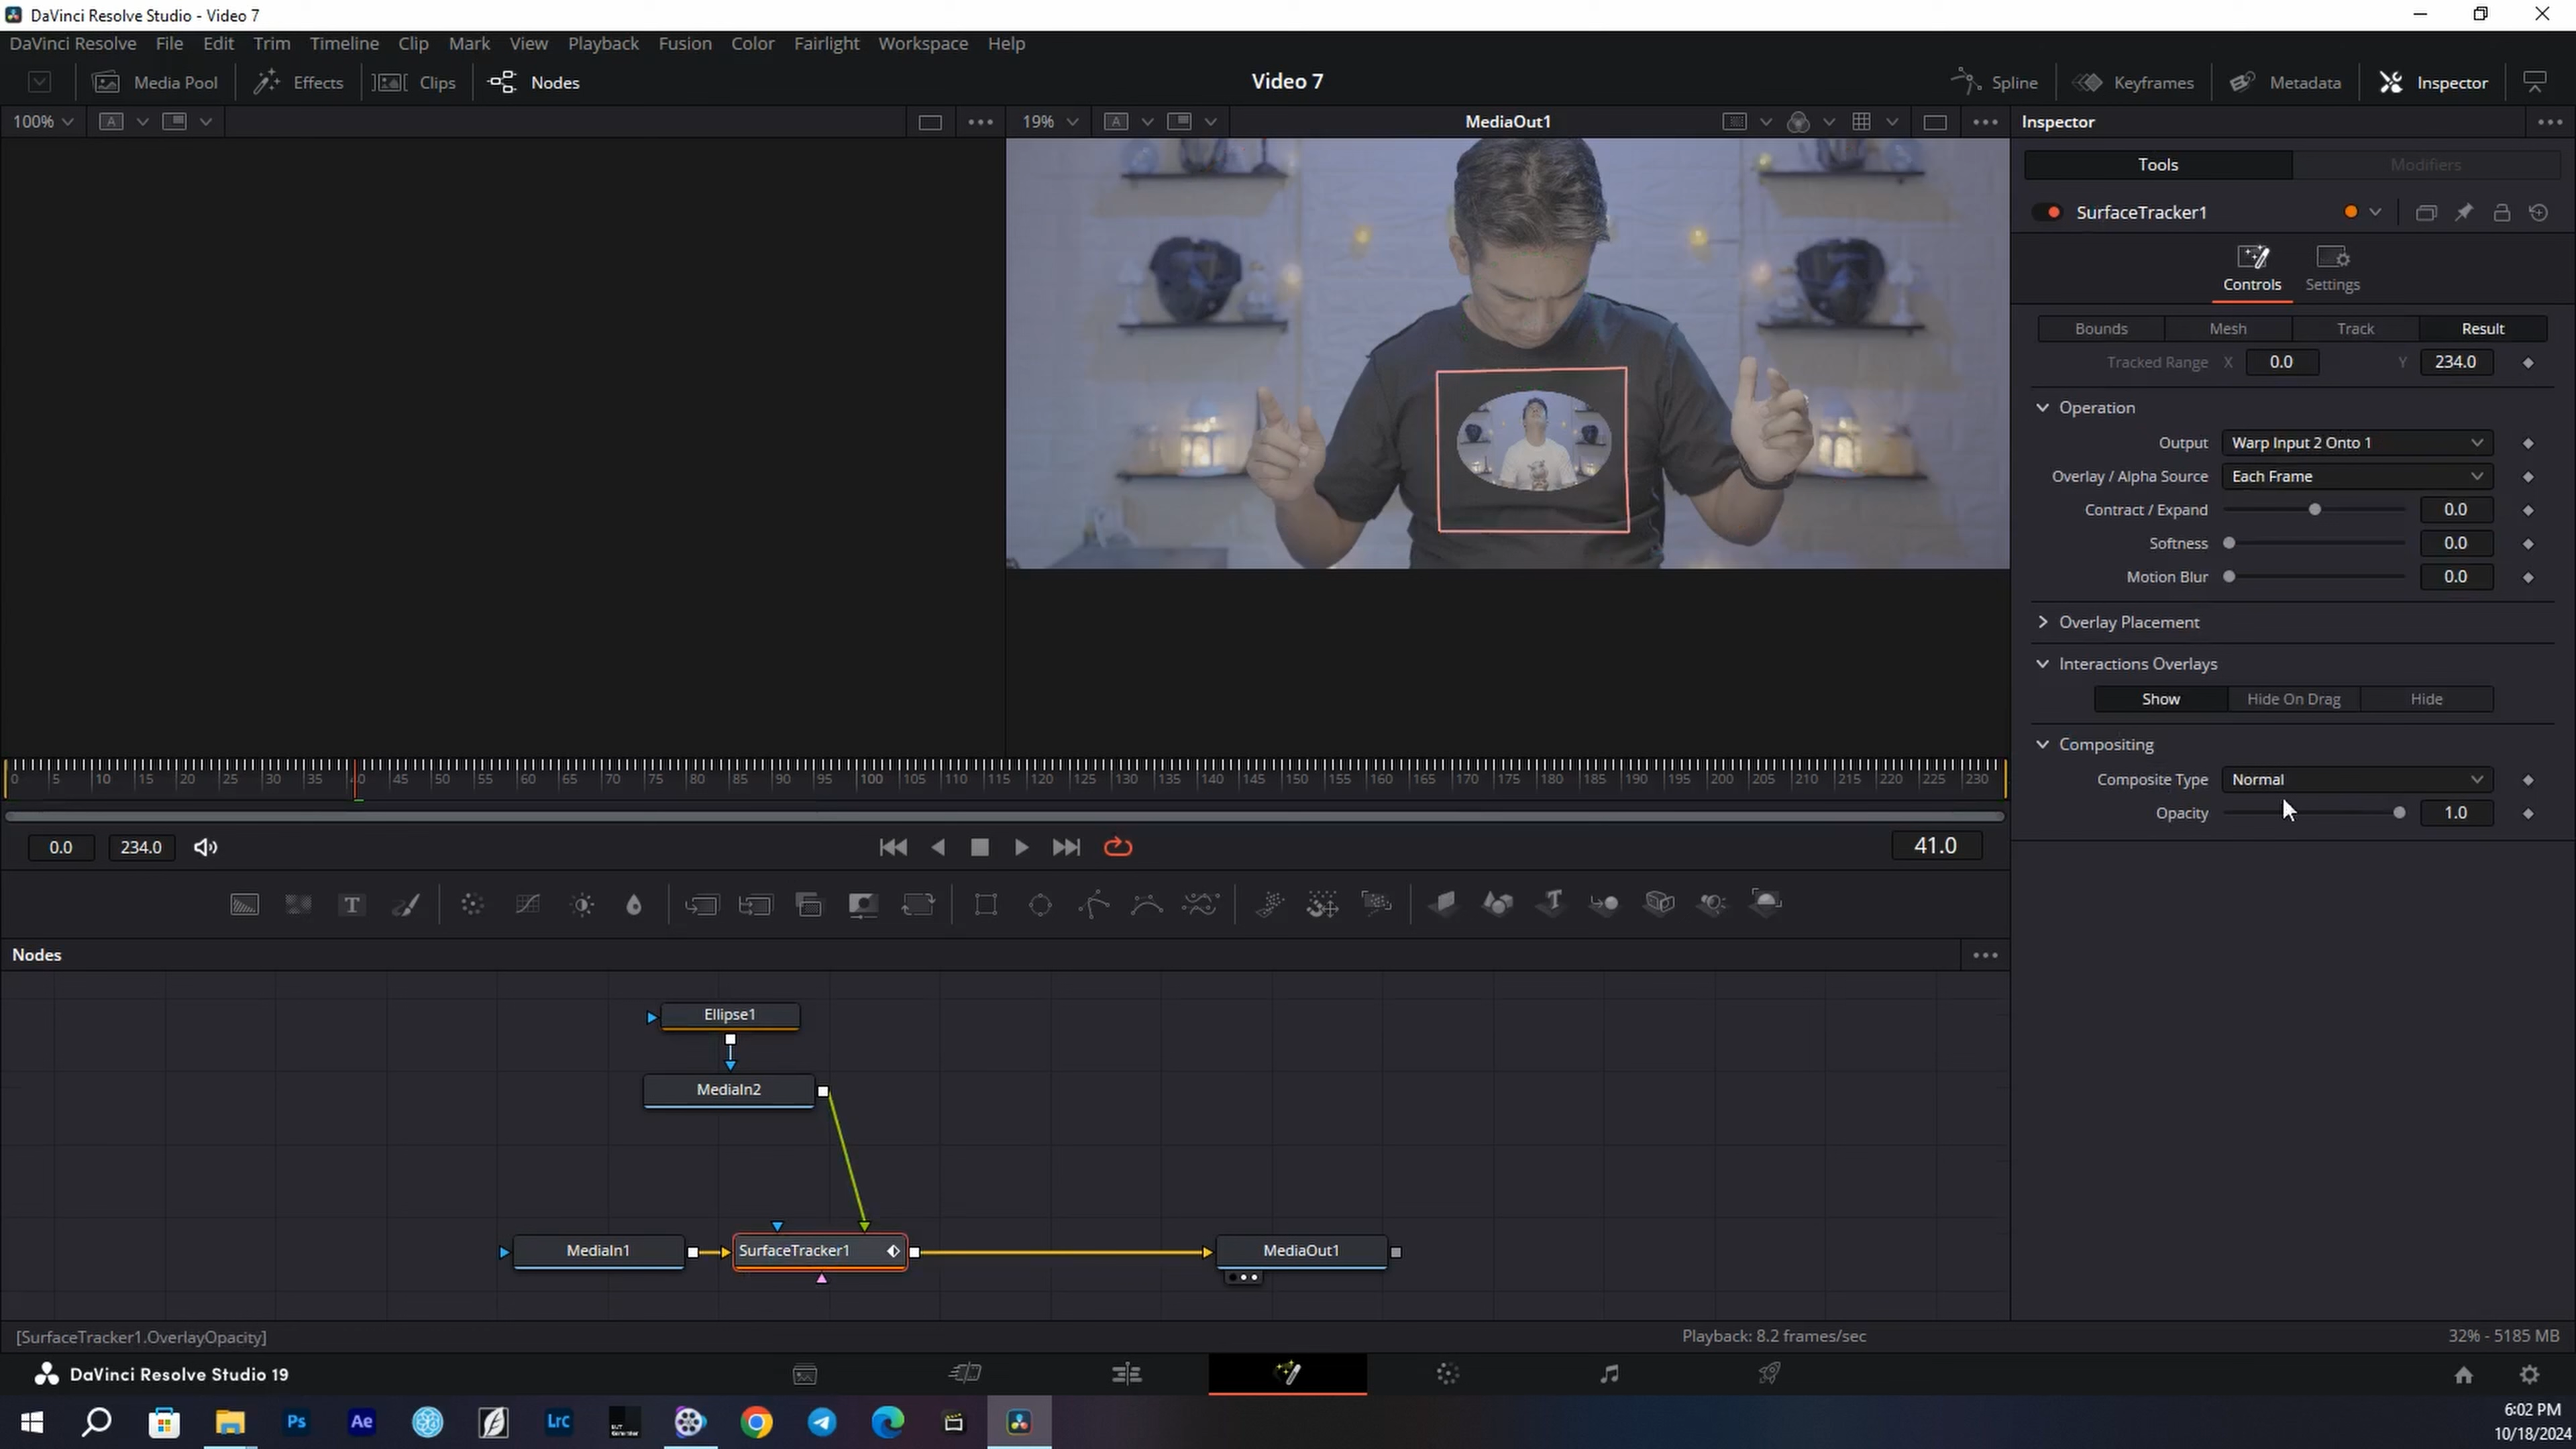 DaVinci Resolve Studio - Video 7
DaVinci Resolve File Edit Trim Timeline Clip Mark View Playback Fusion Color Fairlight Workspace Help
Media Pool Effects Clips Nodes Video 7 Spline Keyframes Metadata Inspector
100% A 19% A MediaOut1 Inspector
Tools Modifiers
SurfaceTracker1
Controls Settings
Bounds Mesh Track Result
Tracked Range X 0.0 Y 234.0
Operation
Output Warp Input 2 Onto 1
Overlay / Alpha Source Each Frame
Contract / Expand 0.0
Softness 0.0
Motion Blur 0.0
Overlay Placement
Interactions Overlays
Show Hide On Drag Hide
Compositing
Composite Type Normal
Opacity 1.0
0 5 10 15 20 25 30 35 40 45 50 55 60 65 70 75 80 85 90 95 100 105 110 115 120 125 130 135 140 145 150 155 160 165 170 175 180 185 190 195 200 205 210 215 220 225 230
0.0 234.0 41.0
T T
Nodes
Ellipse1
MediaIn2
MediaIn1 SurfaceTracker1 MediaOut1
[SurfaceTracker1.OverlayOpacity] Playback: 8.2 frames/sec 32% - 5185 MB
DaVinci Resolve Studio 19
Ps Ae Lrc
6:02 PM
10/18/2024